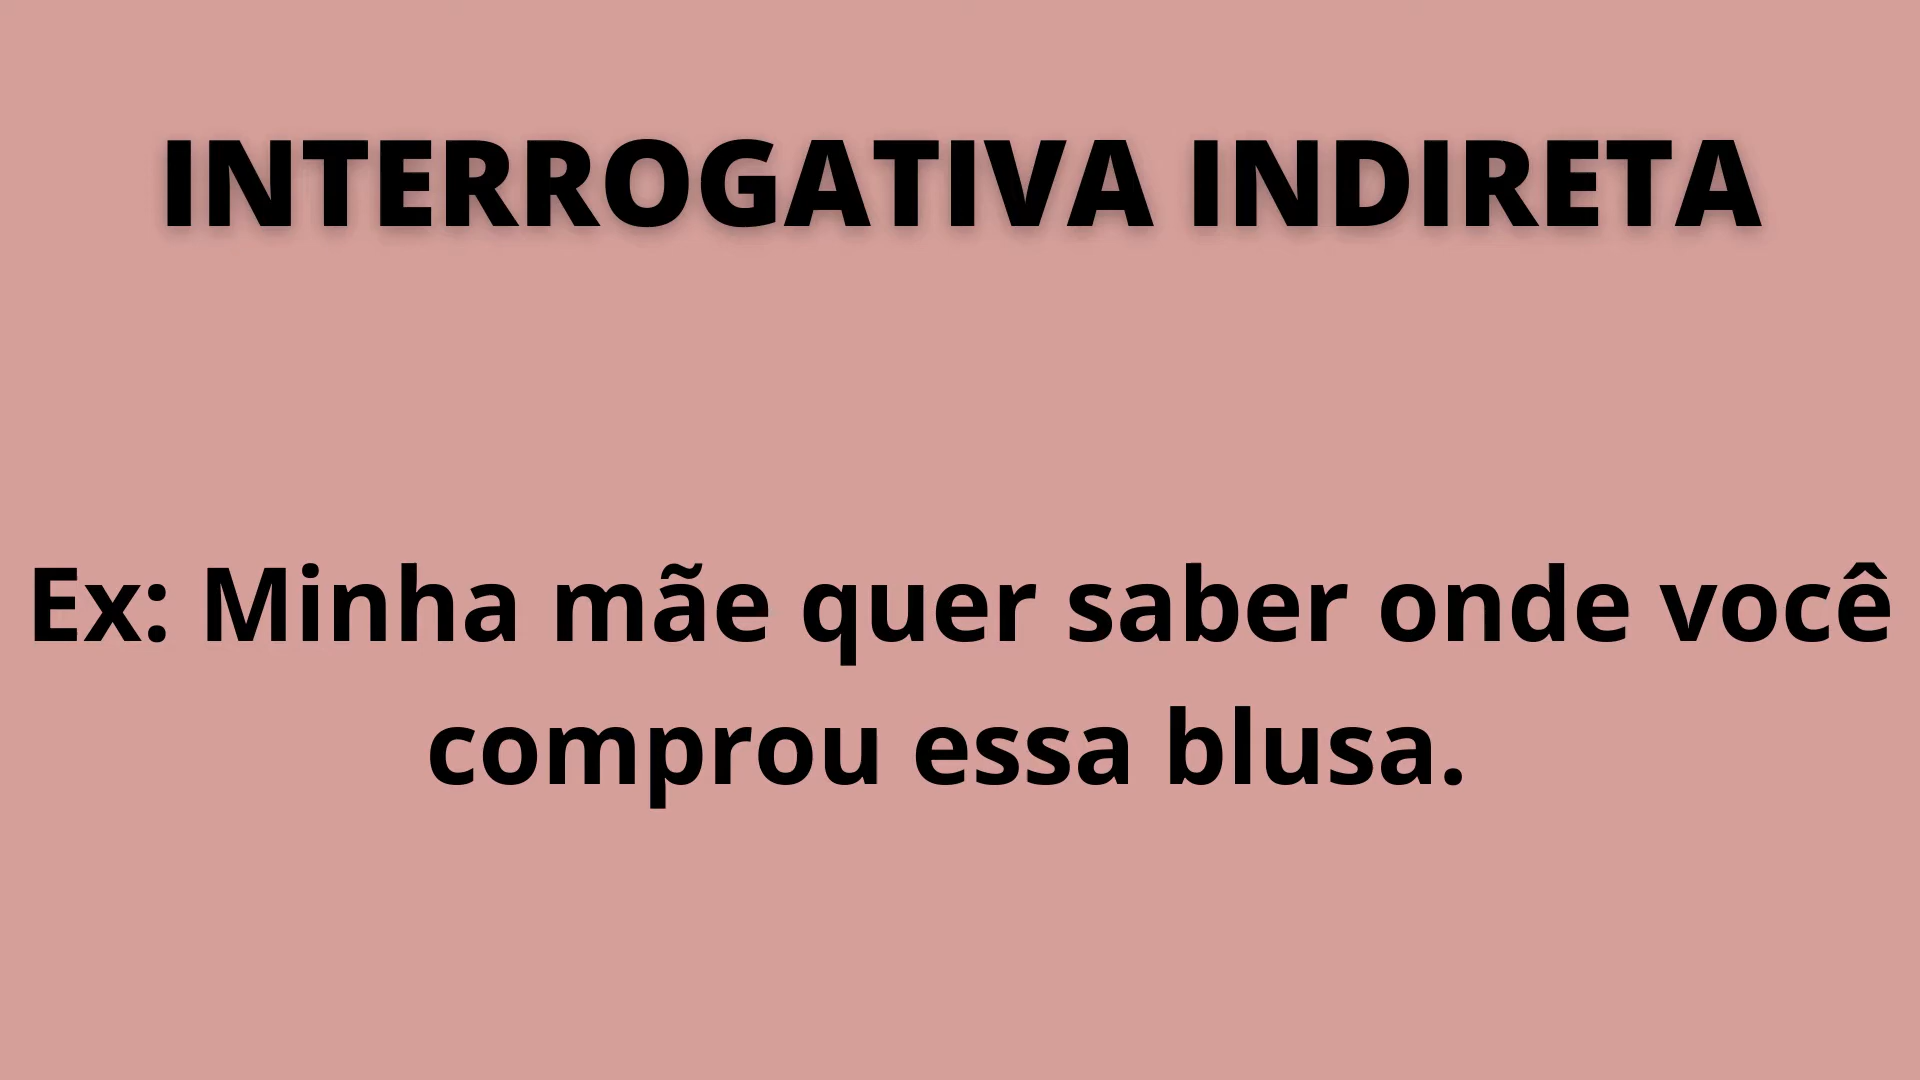 INTERROGATIVA INDIRETA
Ex: Minha mãe quer saber onde você
comprou essa blusa.